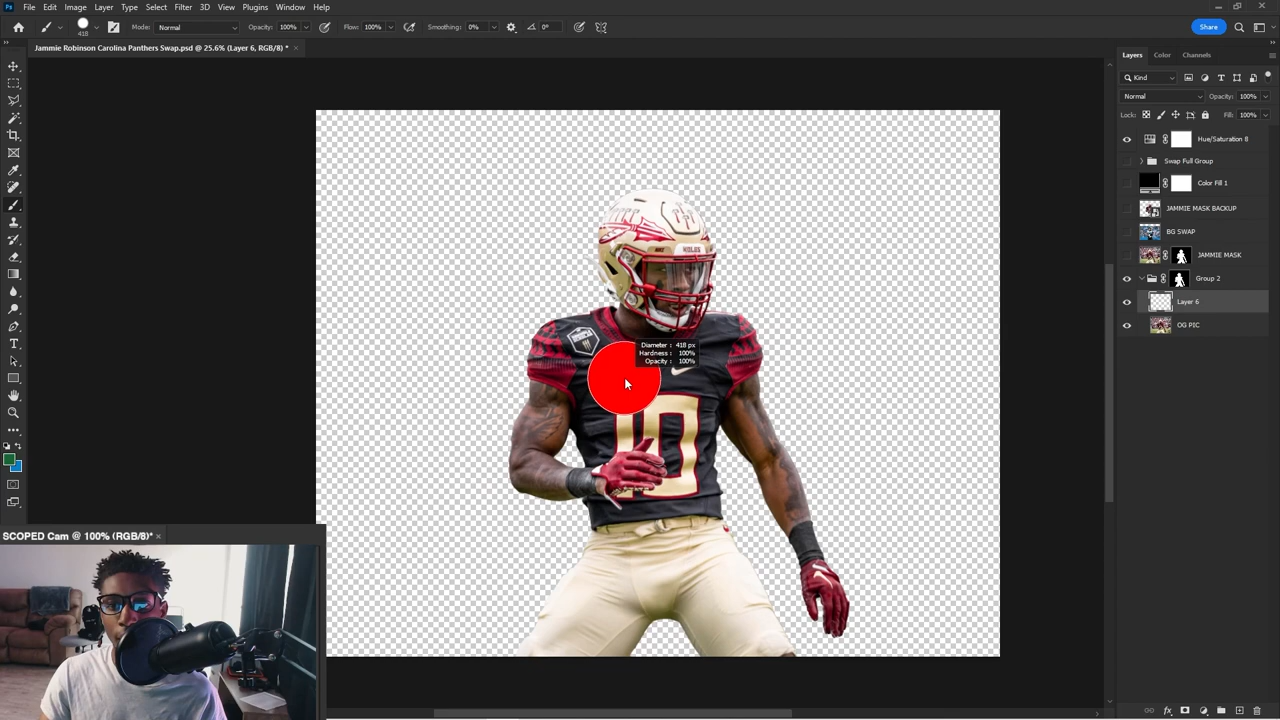 Ps File Edit Image Layer Type Select Filter 3D View Plugins Window Help
418 Mode: Normal Opacity: 100% Flow: 100% Smoothing: 0% 0° Share
Jammie Robinson Carolina Panthers Swap.psd @ 25.6% (Layer 6, RGB/8) * ×
Layers Color Channels
Kind
Normal Opacity: 100%
Lock: Fill: 100%
Hue/Saturation 8
Swap Full Group
Color Fill 1
JAMMIE MASK BACKUP
BG SWAP
JAMMIE MASK
Group 2
Layer 6
OG PIC
NOLES
Diameter : 418 px
Hardness : 100%
Opacity : 100%
10
SCOPED Cam @ 100% (RGB/8)* ×